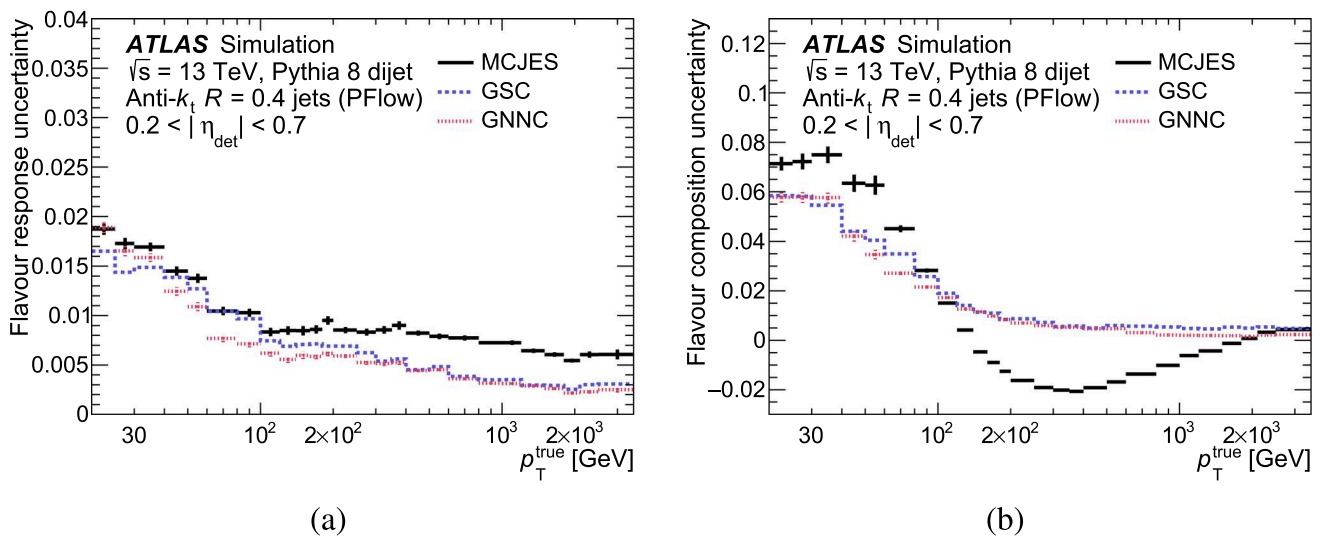 Flavour response uncertainty
0.04
0.035
0.03
0.025
0.02
0.015
0.01
0.005
0
ATLAS Simulation
√s = 13 TeV, Pythia 8 dijet
Anti-kt R = 0.4 jets (PFlow)
0.2 < | ηdet| < 0.7
MCJES
GSC
GNNC
30
10²
2×10²
10³
2×10³
pTtrue [GeV]
(a)
Flavour composition uncertainty
0.12
0.1
0.08
0.06
0.04
0.02
0
−0.02
ATLAS Simulation
√s = 13 TeV, Pythia 8 dijet
Anti-kt R = 0.4 jets (PFlow)
0.2 < | ηdet| < 0.7
MCJES
GSC
GNNC
30
10²
2×10²
10³
2×10³
pTtrue [GeV]
(b)